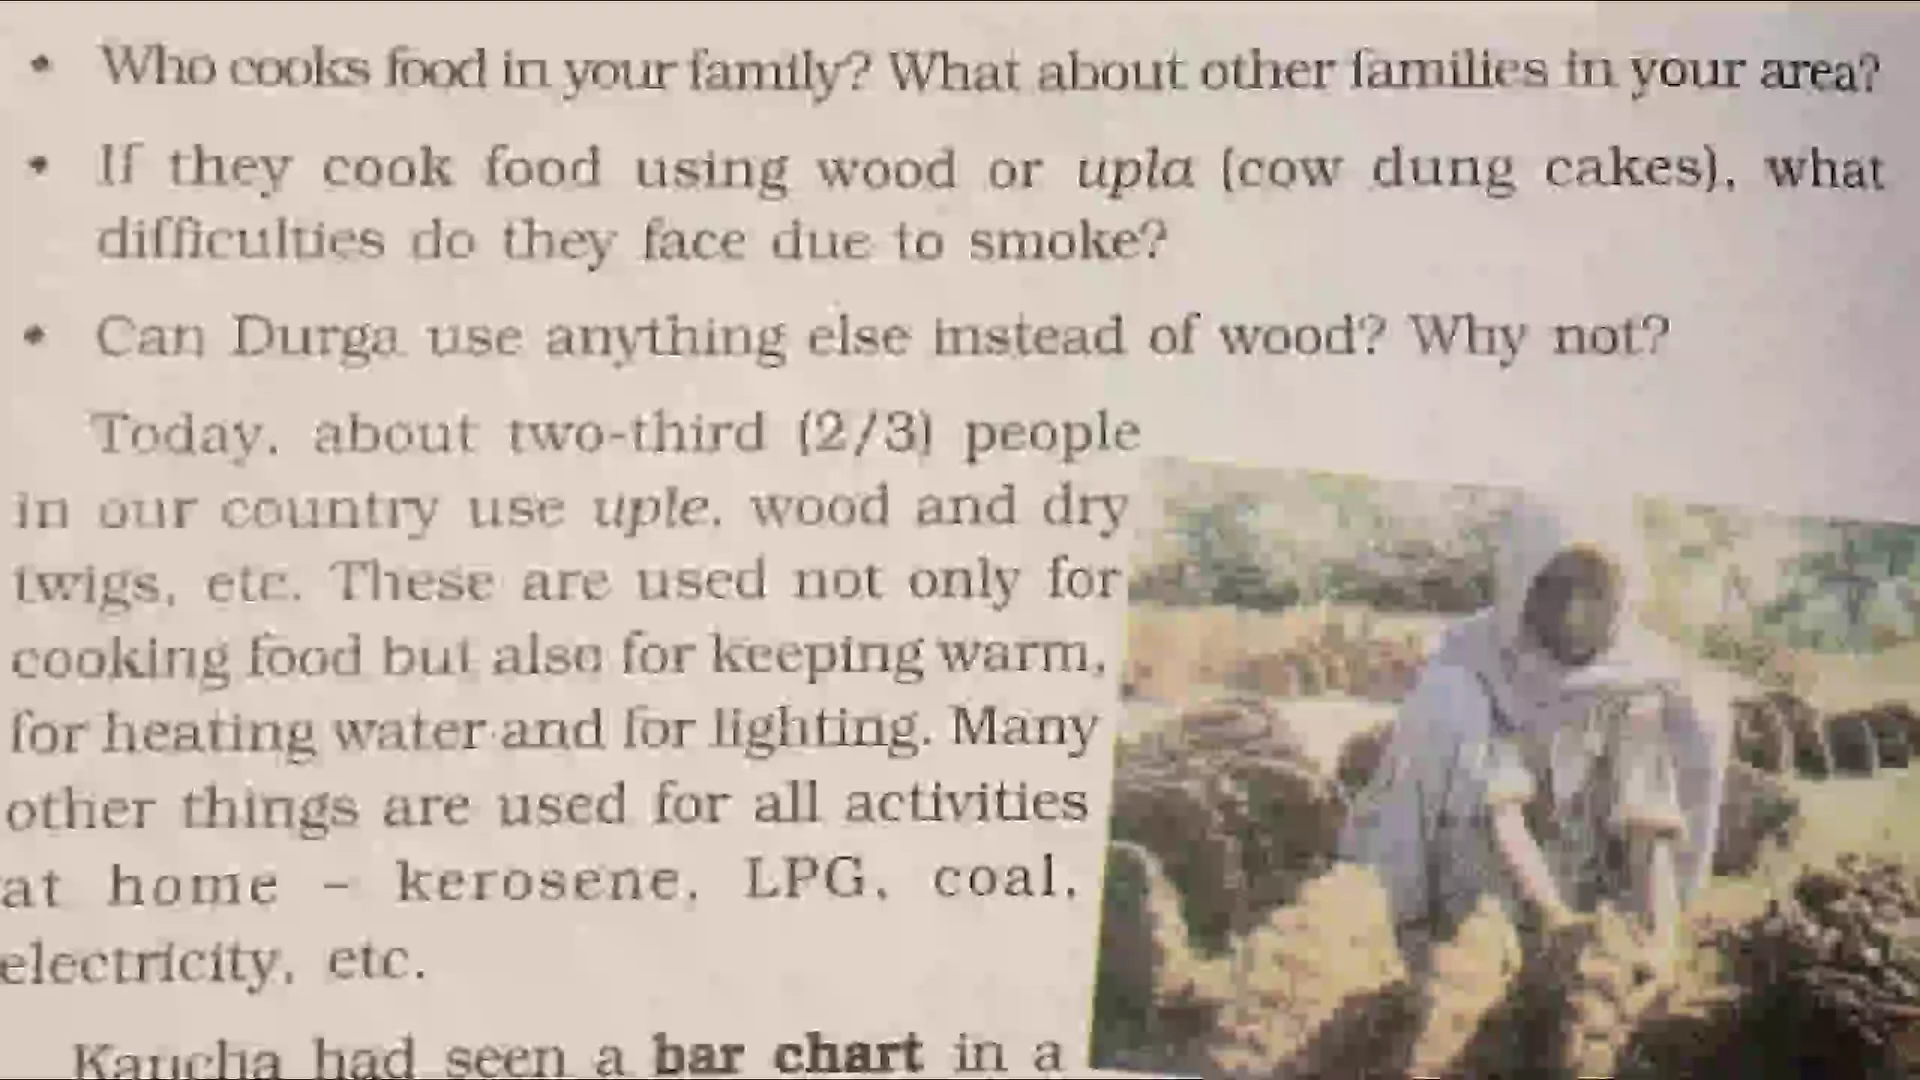 • Who cooks food in your family? What about other families in your area?
• If they cook food using wood or upla (cow dung cakes), what
difficulties do they face due to smoke?
• Can Durga use anything else instead of wood? Why not?
Today, about two-third (2/3) people
in our country use uple, wood and dry
twigs, etc. These are used not only for
cooking food but also for keeping warm,
for heating water and for lighting. Many
other things are used for all activities
at home – kerosene, LPG, coal,
electricity, etc.
Kancha had seen a bar chart in a